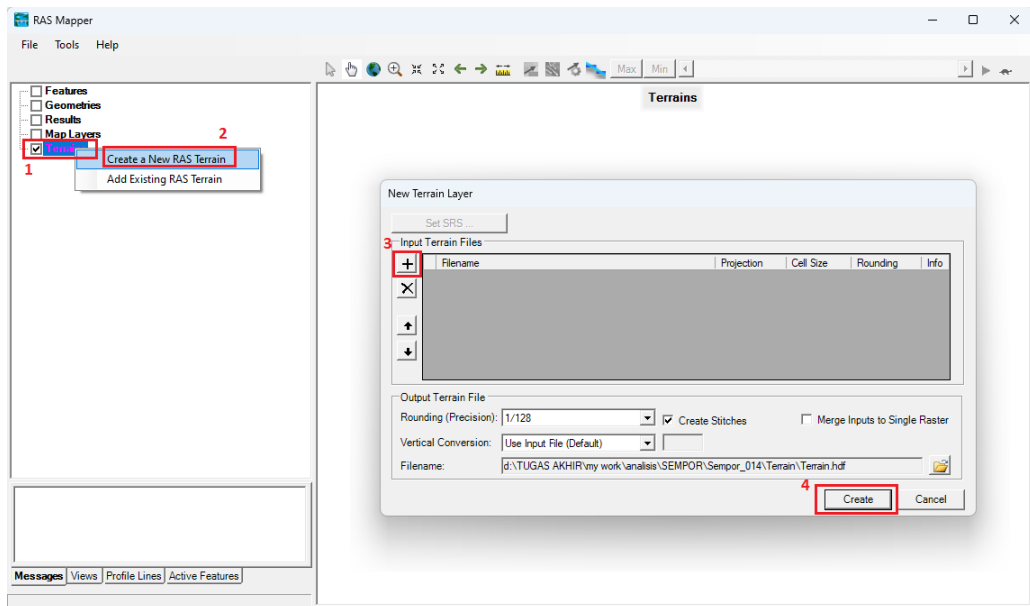 RAS Mapper
File Tools Help
Max Min
Features
Geometries
Results
Map Layers
Terrains
1
2
Create a New RAS Terrain
Add Existing RAS Terrain
Terrains
New Terrain Layer
Set SRS ...
3
Input Terrain Files
+ Filename Projection Cell Size Rounding Info
Output Terrain File
Rounding (Precision): 1/128 Create Stitches Merge Inputs to Single Raster
Vertical Conversion: Use Input File (Default)
Filename: d:\TUGAS AKHIR\my work\analisis\SEMPOR\Sempor_014\Terrain\Terrain.hdf
4
Create Cancel
Messages Views Profile Lines Active Features